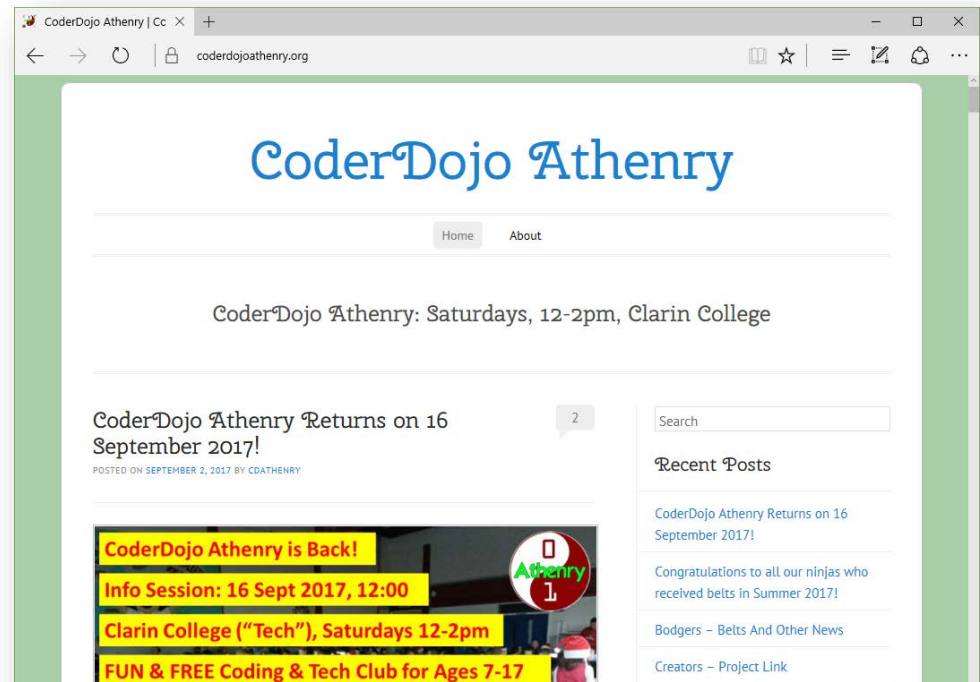 CoderDojo Athenry | Cc
coderdojoathenry.org
CoderDojo Athenry
Home About
CoderDojo Athenry: Saturdays, 12-2pm, Clarin College
CoderDojo Athenry Returns on 16
September 2017!
2
POSTED ON SEPTEMBER 2, 2017 BY CDATHENRY
CoderDojo Athenry is Back!
Info Session: 16 Sept 2017, 12:00
Clarin College ("Tech"), Saturdays 12-2pm
FUN & FREE Coding & Tech Club for Ages 7-17
0
Athenry
1
Search
Recent Posts
CoderDojo Athenry Returns on 16
September 2017!
Congratulations to all our ninjas who
received belts in Summer 2017!
Bodgers – Belts And Other News
Creators – Project Link